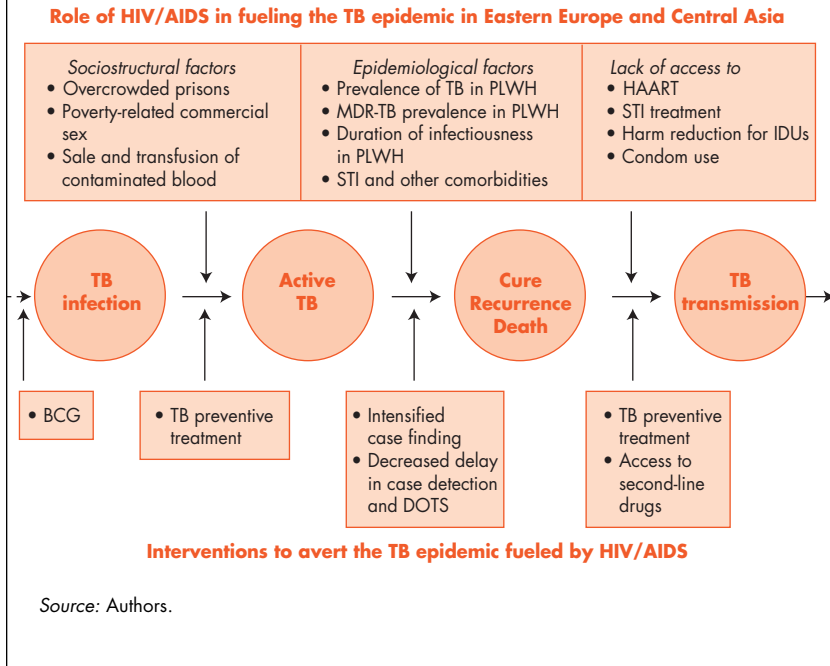 Role of HIV/AIDS in fueling the TB epidemic in Eastern Europe and Central Asia
Sociostructural factors
• Overcrowded prisons
• Poverty-related commercial
sex
• Sale and transfusion of
contaminated blood
Epidemiological factors
• Prevalence of TB in PLWH
• MDR-TB prevalence in PLWH
• Duration of infectiousness
in PLWH
• STI and other comorbidities
Lack of access to
• HAART
• STI treatment
• Harm reduction for IDUs
• Condom use
TB
infection
Active
TB
Cure
Recurrence
Death
TB
transmission
• BCG
• TB preventive
treatment
• Intensified
case finding
• Decreased delay
in case detection
and DOTS
• TB preventive
treatment
• Access to
second-line
drugs
Interventions to avert the TB epidemic fueled by HIV/AIDS
Source: Authors.